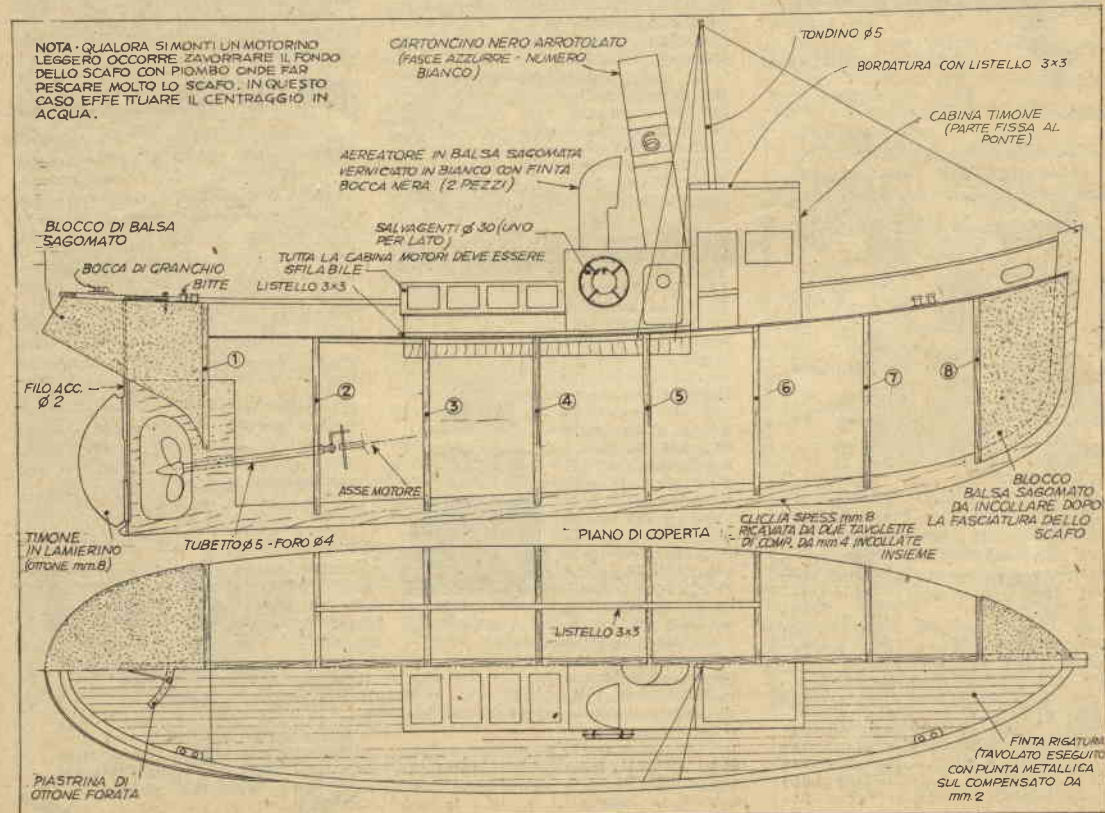 NOTA · QUALORA SI MONTI UN MOTORINO
LEGGERO OCCORRE ZAVORRARE IL FONDO
DELLO SCAFO CON PIOMBO ONDE FAR
PESCARE MOLTO LO SCAFO. IN QUESTO
CASO EFFETTUARE IL CENTRAGGIO IN
ACQUA.
CARTONCINO NERO ARROTOLATO
(FASCE AZZURRE - NUMERO
BIANCO)
TONDINO ø5
BORDATURA CON LISTELLO 3×3
CABINA TIMONE
(PARTE FISSA AL
PONTE)
6
AEREATORE IN BALSA SAGOMATA
VERNICIATO IN BIANCO CON FINTA
BOCCA NERA (2 PEZZI)
BLOCCO DI BALSA
SAGOMATO
SALVAGENTI ø 30 (UNO
PER LATO)
TUTTA LA CABINA MOTORI DEVE ESSERE
SFILABILE
BOCCA DI GRANCHIO
BITTE
LISTELLO 3×3
FILO ACC.
ø 2
1
2
3
4
5
6
7
8
ASSE MOTORE
TIMONE
IN LAMIERINO
(OTTONE mm.8)
TUBETTO ø5 - FORO ø4
PIANO DI COPERTA
CLIGLIA SPESS mm 8
RICAVATA DA DUE TAVOLETTE
DI COMP. DA mm 4 INCOLLATE
INSIEME
BLOCCO
BALSA SAGOMATO
DA INCOLLARE DOPO
LA FASCIATURA DELLO
SCAFO
LISTELLO 3×3
PIASTRINA DI
OTTONE FORATA
FINTA RIGATURA
(TAVOLATO ESEGUITO
CON PUNTA METALLICA
SUL COMPENSATO DA
mm. 2